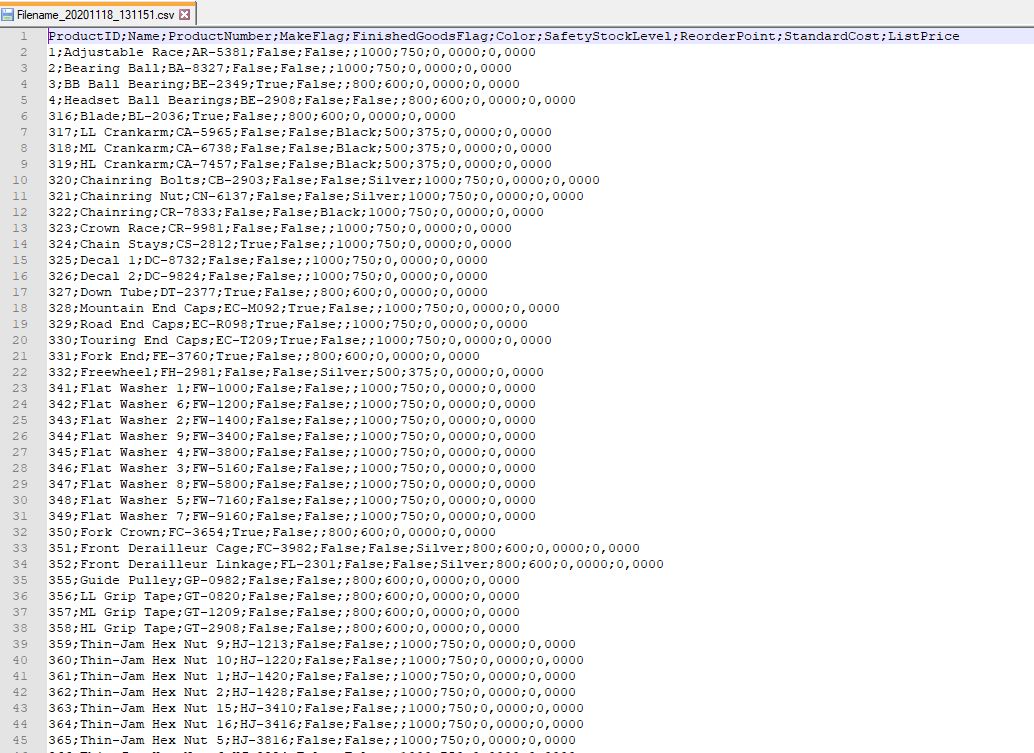 Filename_20201118_131151.csv
1 ProductID;Name;ProductNumber;MakeFlag;FinishedGoodsFlag;Color;SafetyStockLevel;ReorderPoint;StandardCost;ListPrice
2 1;Adjustable Race;AR-5381;False;False;;1000;750;0,0000;0,0000
3 2;Bearing Ball;BA-8327;False;False;;1000;750;0,0000;0,0000
4 3;BB Ball Bearing;BE-2349;True;False;;800;600;0,0000;0,0000
5 4;Headset Ball Bearings;BE-2908;False;False;;800;600;0,0000;0,0000
6 316;Blade;BL-2036;True;False;;800;600;0,0000;0,0000
7 317;LL Crankarm;CA-5965;False;False;Black;500;375;0,0000;0,0000
8 318;ML Crankarm;CA-6738;False;False;Black;500;375;0,0000;0,0000
9 319;HL Crankarm;CA-7457;False;False;Black;500;375;0,0000;0,0000
10 320;Chainring Bolts;CB-2903;False;False;Silver;1000;750;0,0000;0,0000
11 321;Chainring Nut;CN-6137;False;False;Silver;1000;750;0,0000;0,0000
12 322;Chainring;CR-7833;False;False;Black;1000;750;0,0000;0,0000
13 323;Crown Race;CR-9981;False;False;;1000;750;0,0000;0,0000
14 324;Chain Stays;CS-2812;True;False;;1000;750;0,0000;0,0000
15 325;Decal 1;DC-8732;False;False;;1000;750;0,0000;0,0000
16 326;Decal 2;DC-9824;False;False;;1000;750;0,0000;0,0000
17 327;Down Tube;DT-2377;True;False;;800;600;0,0000;0,0000
18 328;Mountain End Caps;EC-M092;True;False;;1000;750;0,0000;0,0000
19 329;Road End Caps;EC-R098;True;False;;1000;750;0,0000;0,0000
20 330;Touring End Caps;EC-T209;True;False;;1000;750;0,0000;0,0000
21 331;Fork End;FE-3760;True;False;;800;600;0,0000;0,0000
22 332;Freewheel;FH-2981;False;False;Silver;500;375;0,0000;0,0000
23 341;Flat Washer 1;FW-1000;False;False;;1000;750;0,0000;0,0000
24 342;Flat Washer 6;FW-1200;False;False;;1000;750;0,0000;0,0000
25 343;Flat Washer 2;FW-1400;False;False;;1000;750;0,0000;0,0000
26 344;Flat Washer 9;FW-3400;False;False;;1000;750;0,0000;0,0000
27 345;Flat Washer 4;FW-3800;False;False;;1000;750;0,0000;0,0000
28 346;Flat Washer 3;FW-5160;False;False;;1000;750;0,0000;0,0000
29 347;Flat Washer 8;FW-5800;False;False;;1000;750;0,0000;0,0000
30 348;Flat Washer 5;FW-7160;False;False;;1000;750;0,0000;0,0000
31 349;Flat Washer 7;FW-9160;False;False;;1000;750;0,0000;0,0000
32 350;Fork Crown;FC-3654;True;False;;800;600;0,0000;0,0000
33 351;Front Derailleur Cage;FC-3982;False;False;Silver;800;600;0,0000;0,0000
34 352;Front Derailleur Linkage;FL-2301;False;False;Silver;800;600;0,0000;0,0000
35 355;Guide Pulley;GP-0982;False;False;;800;600;0,0000;0,0000
36 356;LL Grip Tape;GT-0820;False;False;;800;600;0,0000;0,0000
37 357;ML Grip Tape;GT-1209;False;False;;800;600;0,0000;0,0000
38 358;HL Grip Tape;GT-2908;False;False;;800;600;0,0000;0,0000
39 359;Thin-Jam Hex Nut 9;HJ-1213;False;False;;1000;750;0,0000;0,0000
40 360;Thin-Jam Hex Nut 10;HJ-1220;False;False;;1000;750;0,0000;0,0000
41 361;Thin-Jam Hex Nut 1;HJ-1420;False;False;;1000;750;0,0000;0,0000
42 362;Thin-Jam Hex Nut 2;HJ-1428;False;False;;1000;750;0,0000;0,0000
43 363;Thin-Jam Hex Nut 15;HJ-3410;False;False;;1000;750;0,0000;0,0000
44 364;Thin-Jam Hex Nut 16;HJ-3416;False;False;;1000;750;0,0000;0,0000
45 365;Thin-Jam Hex Nut 5;HJ-3816;False;False;;1000;750;0,0000;0,0000